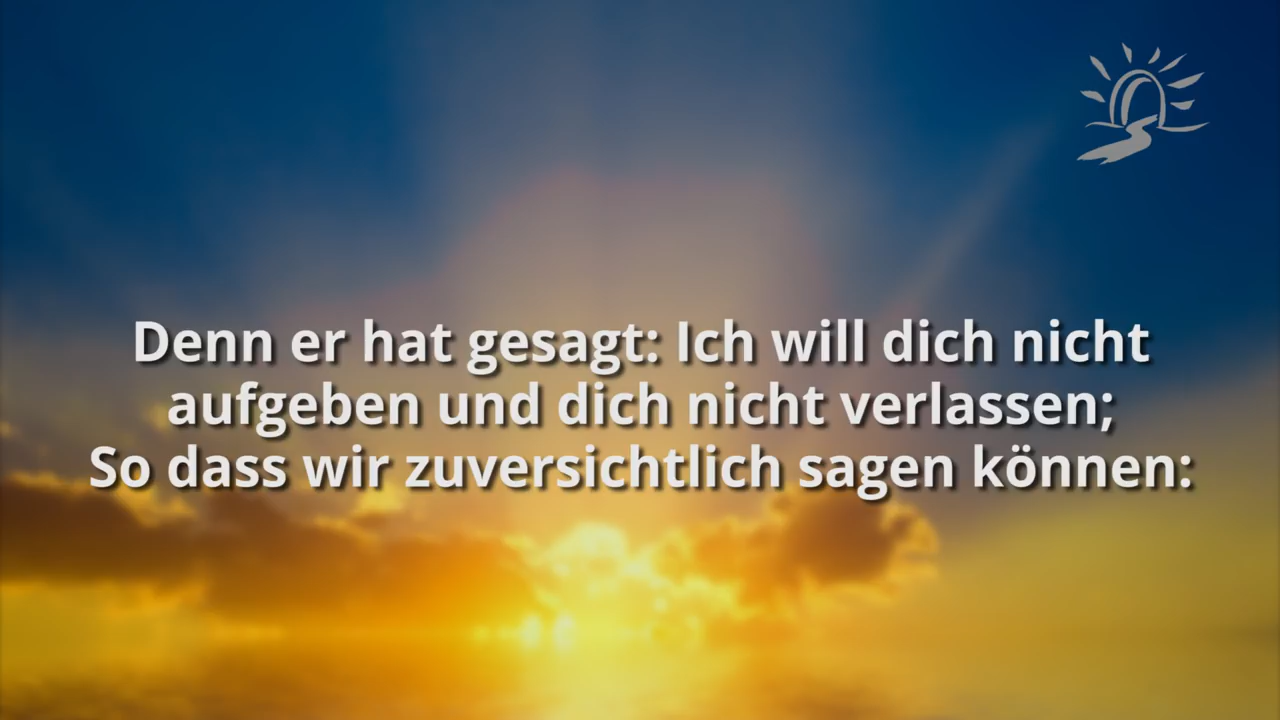 Denn er hat gesagt: Ich will dich nicht
aufgeben und dich nicht verlassen;
So dass wir zuversichtlich sagen können: